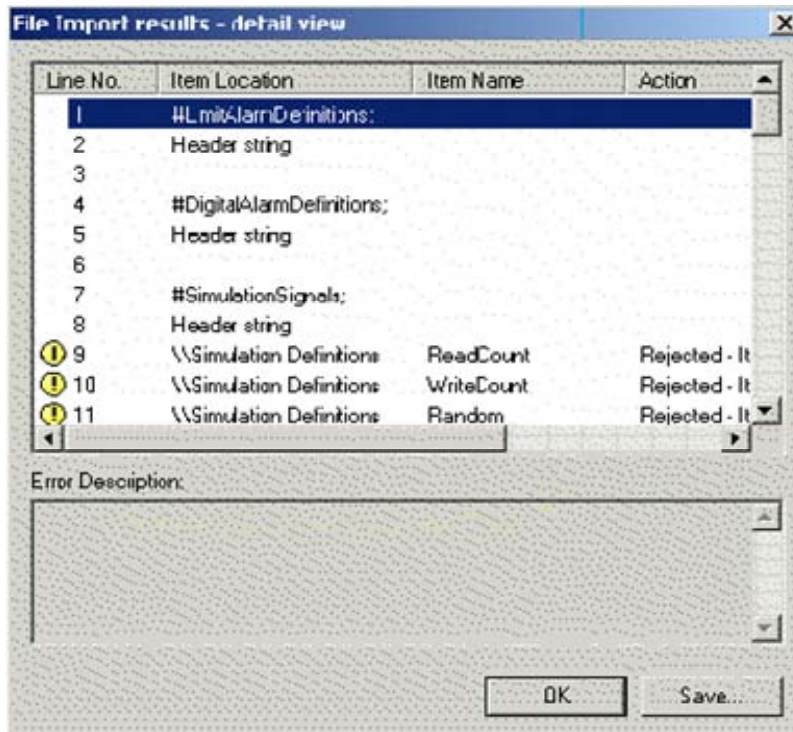 File Import results - detail view
Line No. Item Location Item Name Action
1 #LimitAlarmDefinitions;
2 Header string
3
4 #DigitalAlarmDefinitions;
5 Header string
6
7 #SimulationSignals;
8 Header string
9 \\Simulation Definitions ReadCount Rejected - It
10 \\Simulation Definitions WriteCount Rejected - It
11 \\Simulation Definitions Random Rejected - It
Error Description:
OK Save...